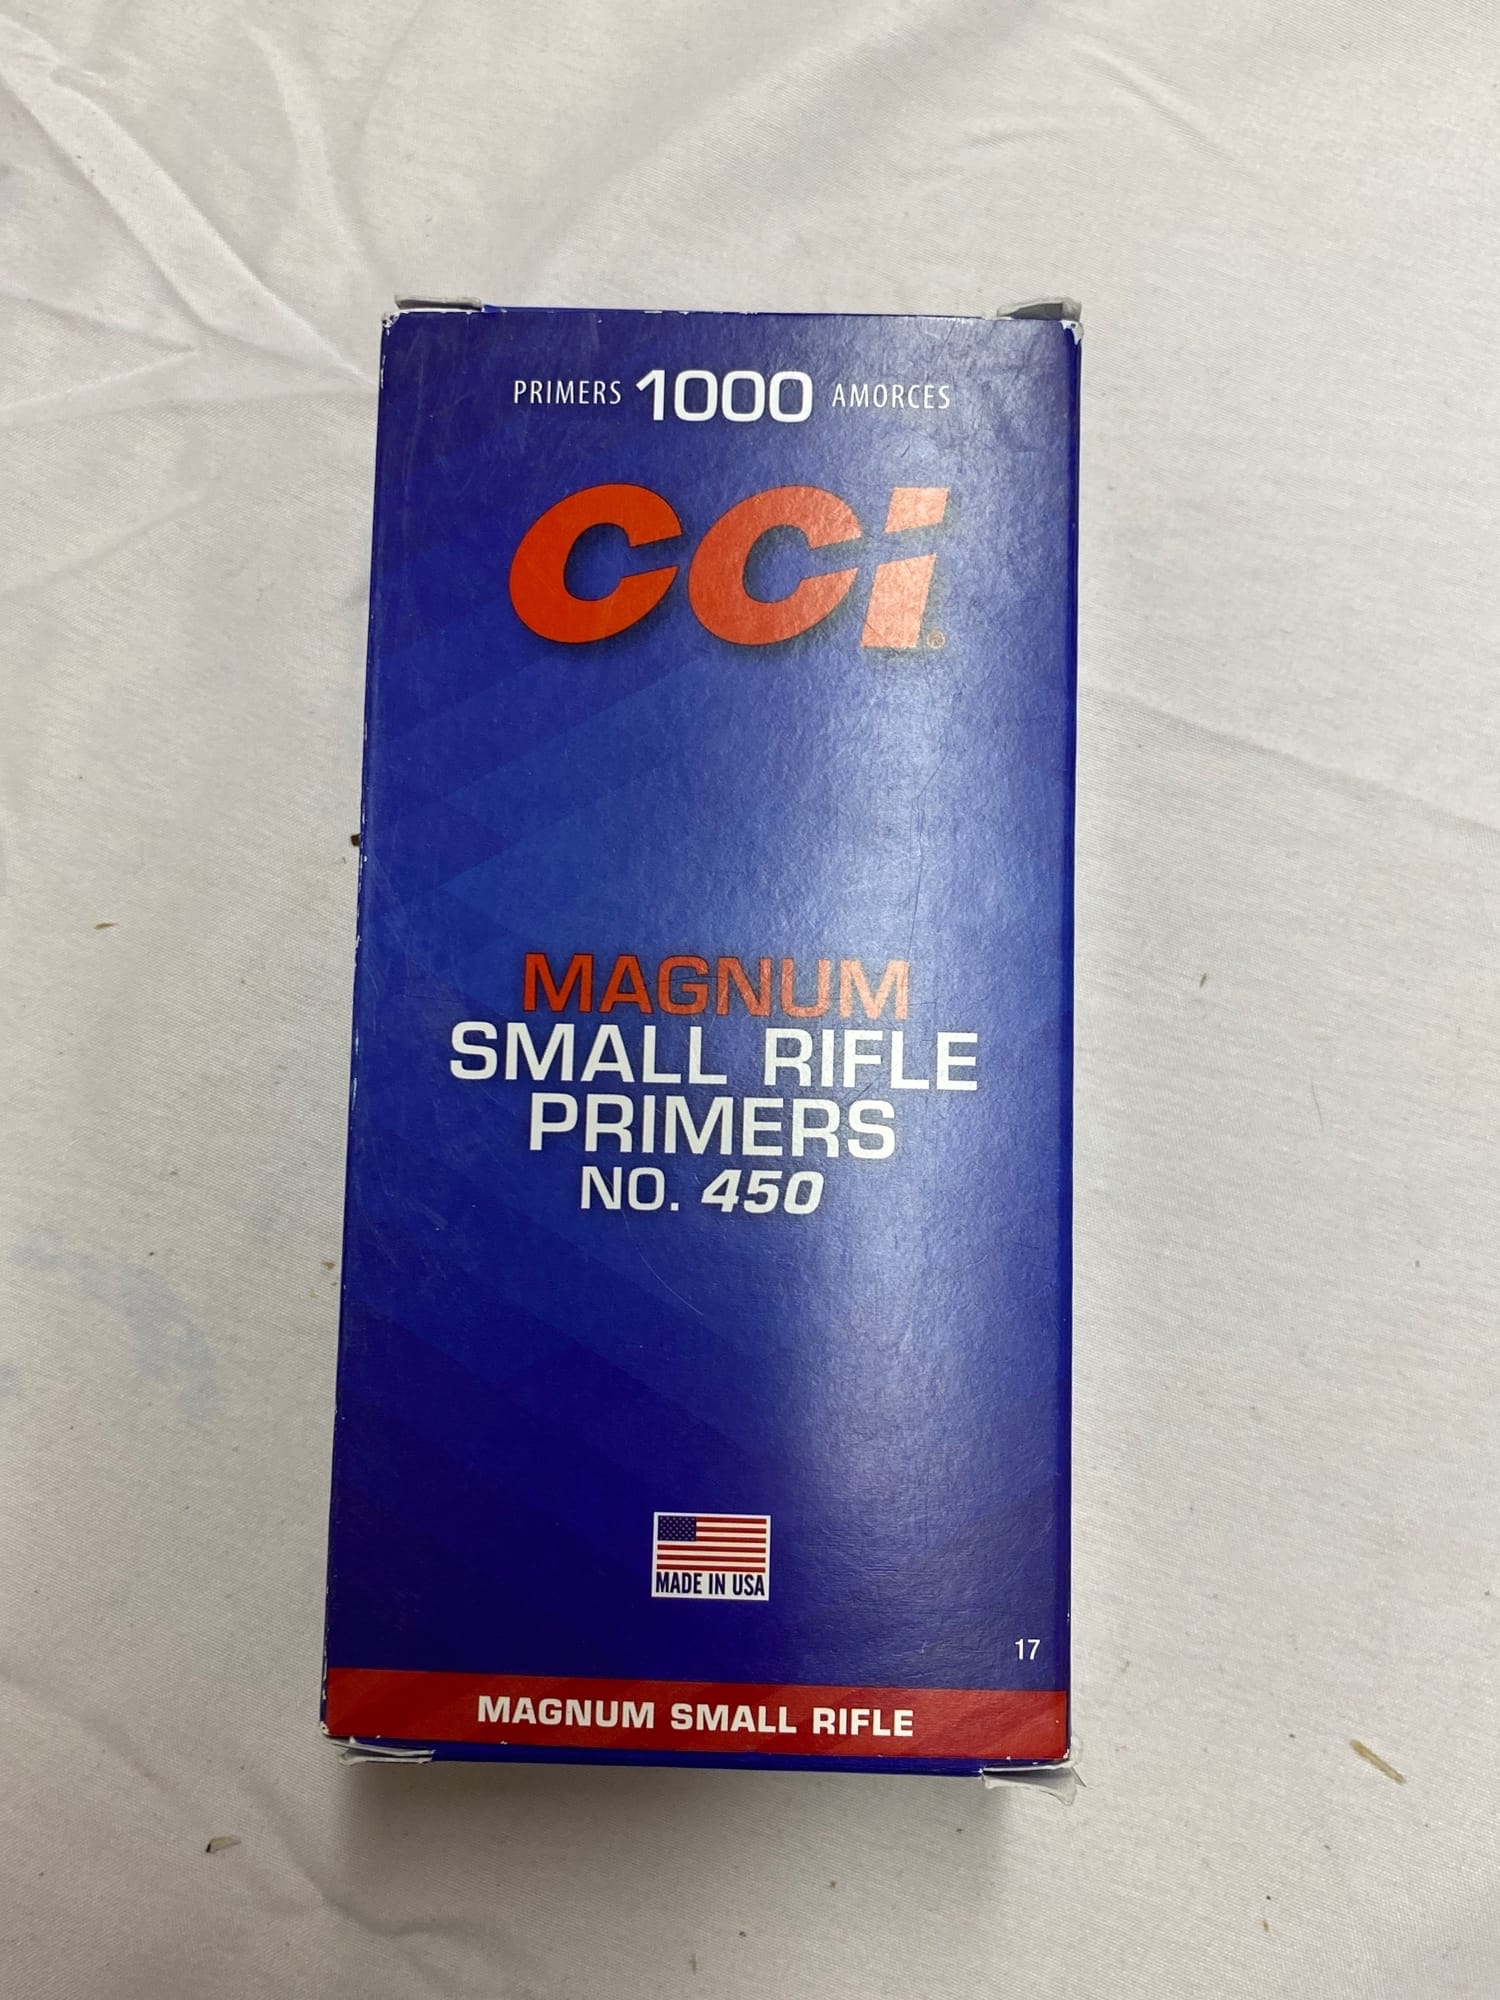 PRIMERS 1000 AMORCES
CCI®
MAGNUM
SMALL RIFLE
PRIMERS
NO. 450
MADE IN USA
17
MAGNUM SMALL RIFLE